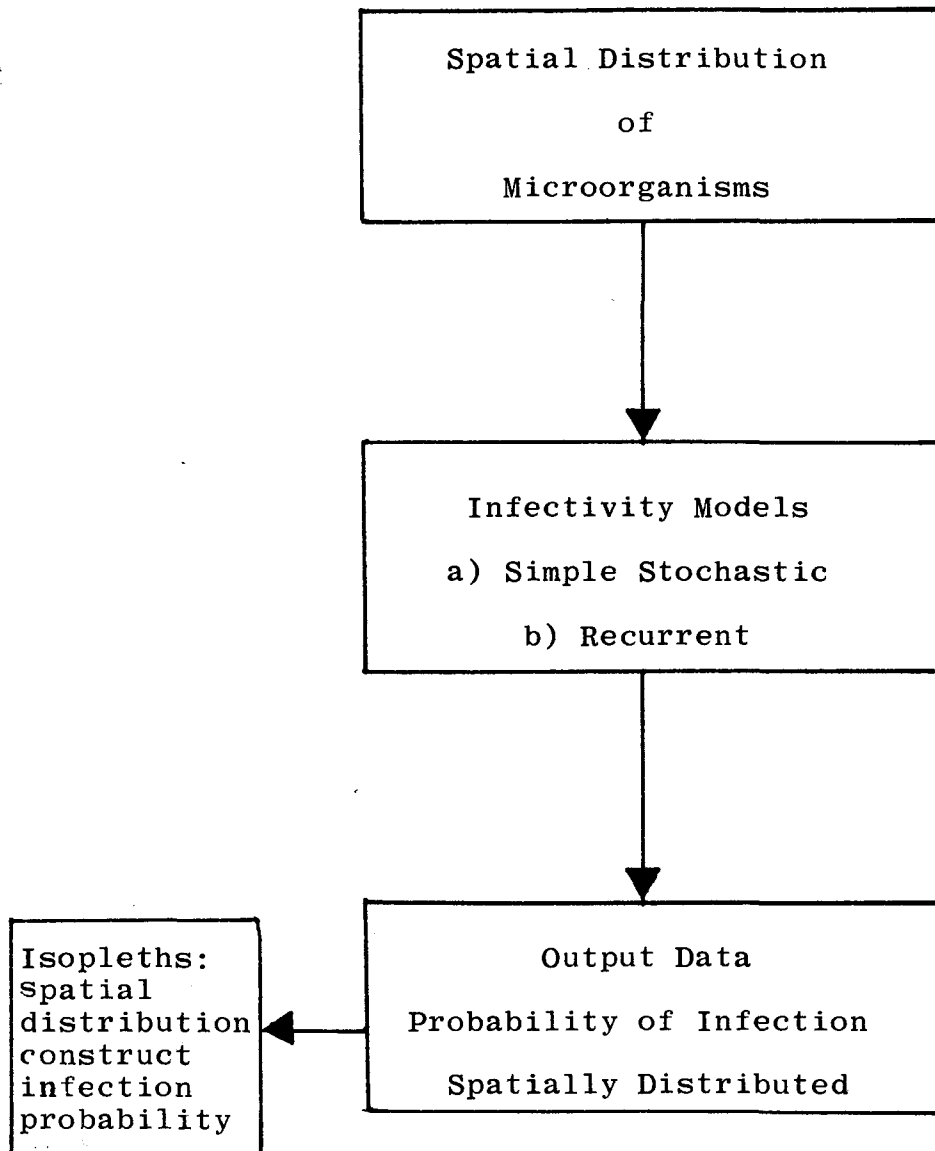 Spatial Distribution
of
Microorganisms
Infectivity Models
a) Simple Stochastic
b) Recurrent
Output Data
Probability of Infection
Spatially Distributed
Isopleths:
spatial
distribution
construct
infection
probability